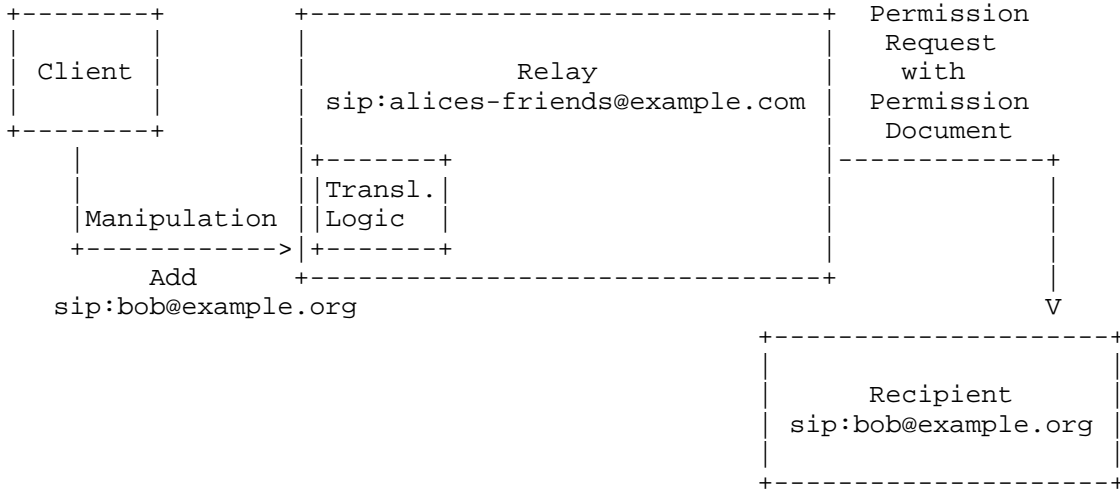 Permission
Request
Client Relay with
sip:alices-friends@example.com Permission
Document
Transl.
Manipulation Logic
Add
sip:bob@example.org
Recipient
sip:bob@example.org